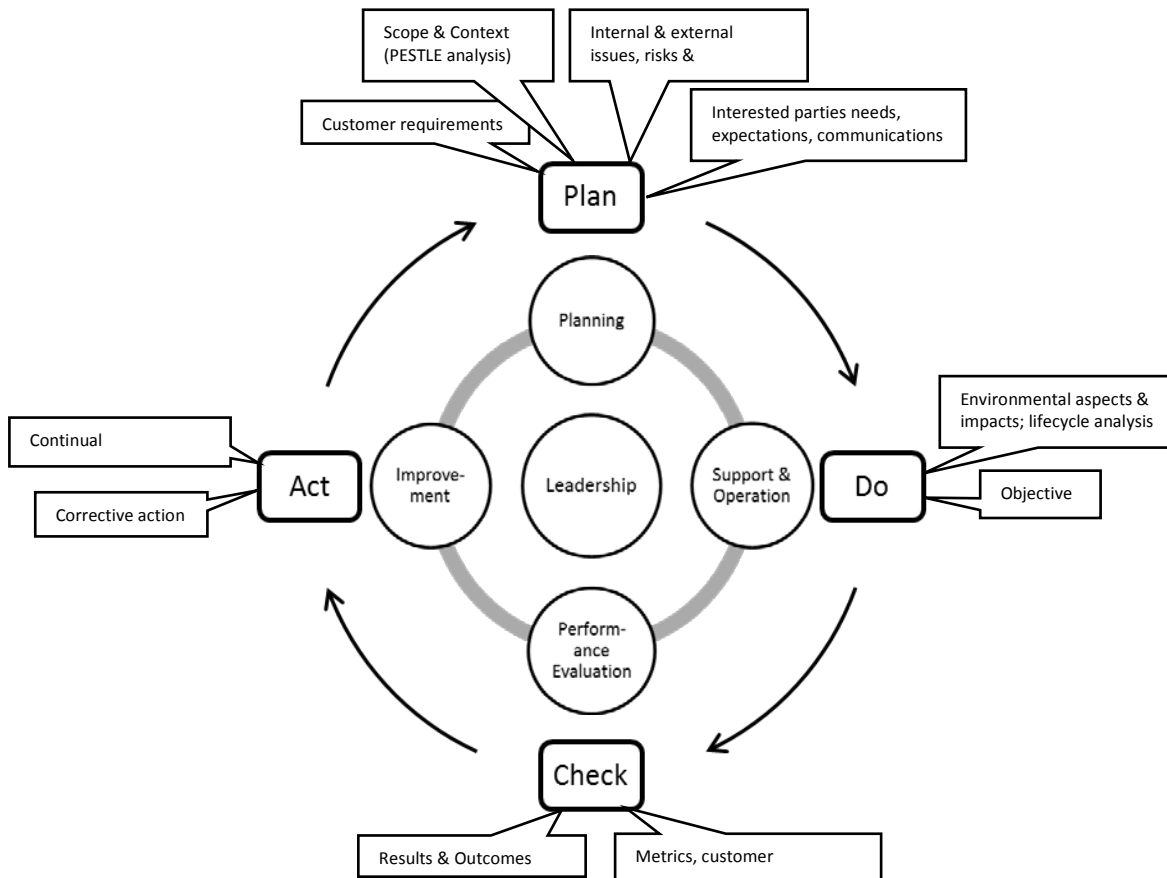 Scope & Context
(PESTLE analysis)
Internal & external
issues, risks &
Customer requirements
Interested parties needs,
expectations, communications
Plan
Planning
Environmental aspects &
impacts; lifecycle analysis
Continual
Act
Improve-
ment
Leadership
Support &
Operation
Do
Objective
Corrective action
Perform-
ance
Evaluation
Check
Results & Outcomes
Metrics, customer